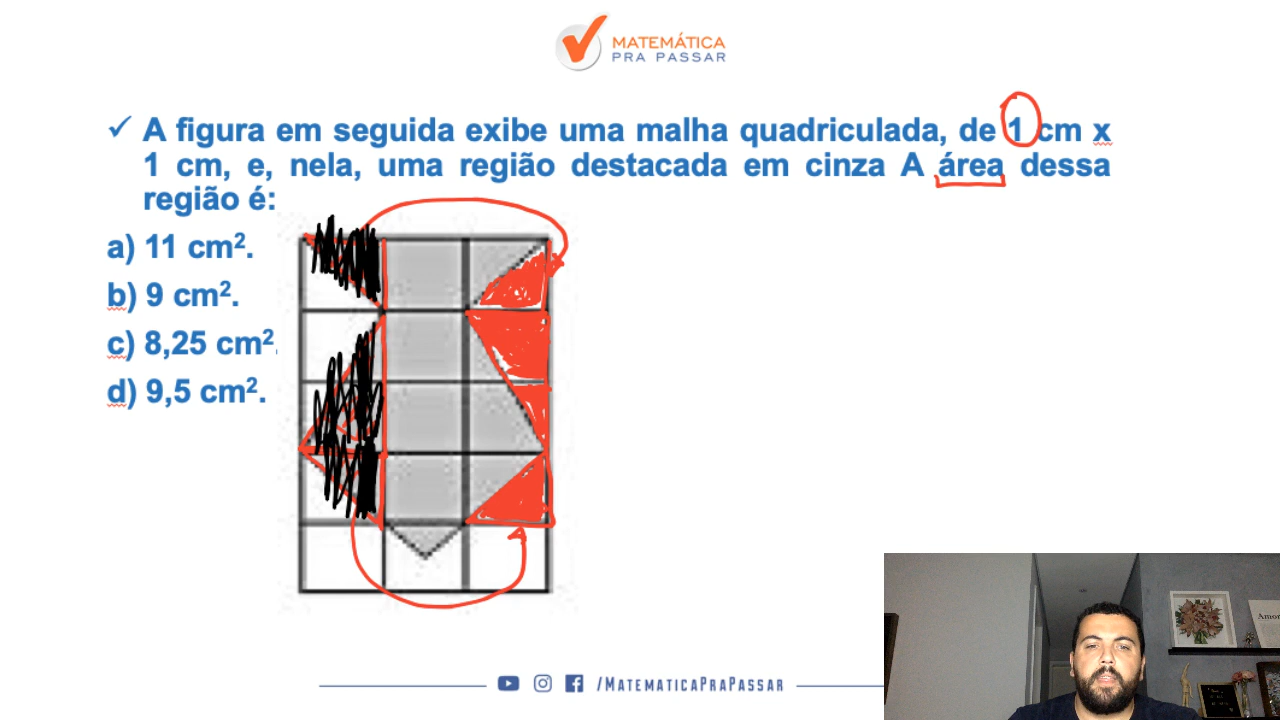 MATEMÁTICA
PRA PASSAR
✓ A figura em seguida exibe uma malha quadriculada, de 1 cm x
1 cm, e, nela, uma região destacada em cinza A área dessa
região é:
a) 11 cm².
b) 9 cm².
c) 8,25 cm².
d) 9,5 cm².
/MATEMATICAPRAPASSAR
Amor